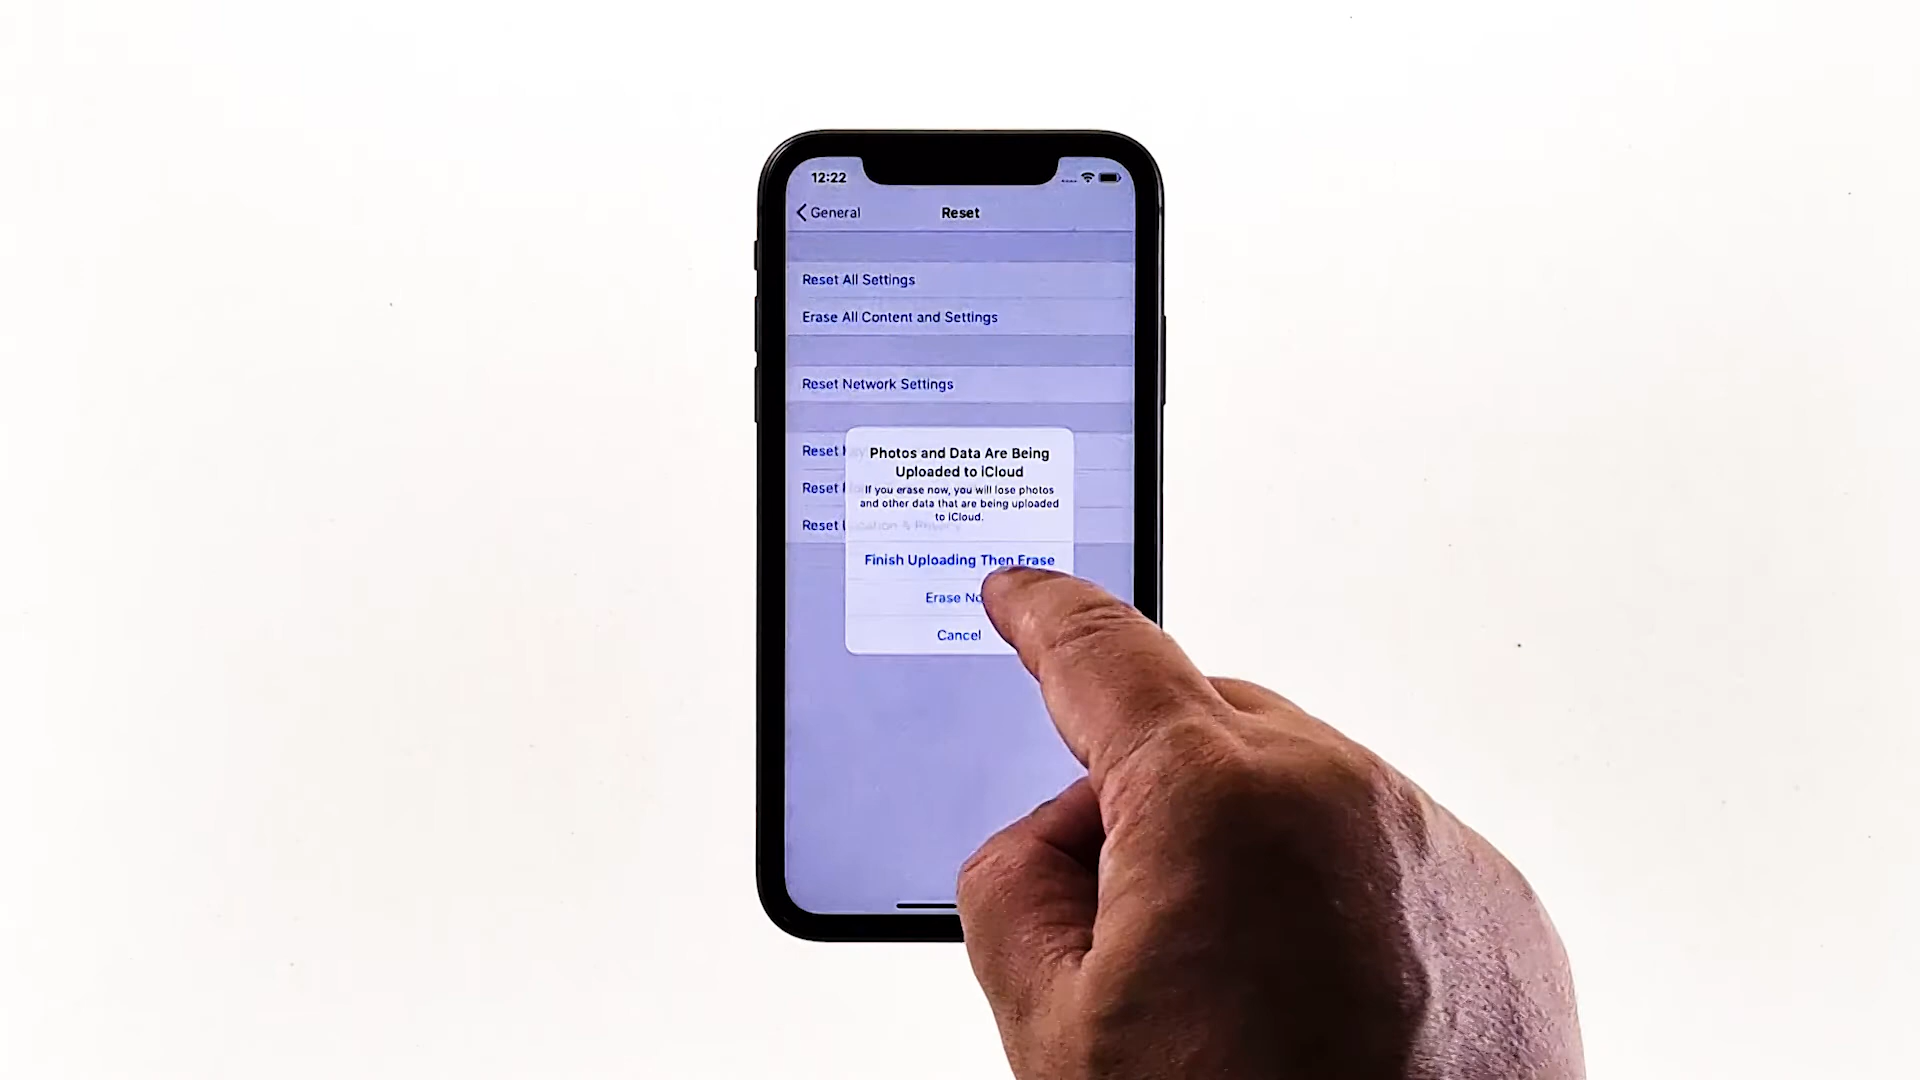 12:22
General
Reset
Reset All Settings
Erase All Content and Settings
Reset Network Settings
Reset
Reset
Reset
Photos and Data Are Being
Uploaded to iCloud
If you erase now, you will lose photos
and other data that are being uploaded
to iCloud.
Finish Uploading Then Erase
Erase
Cancel